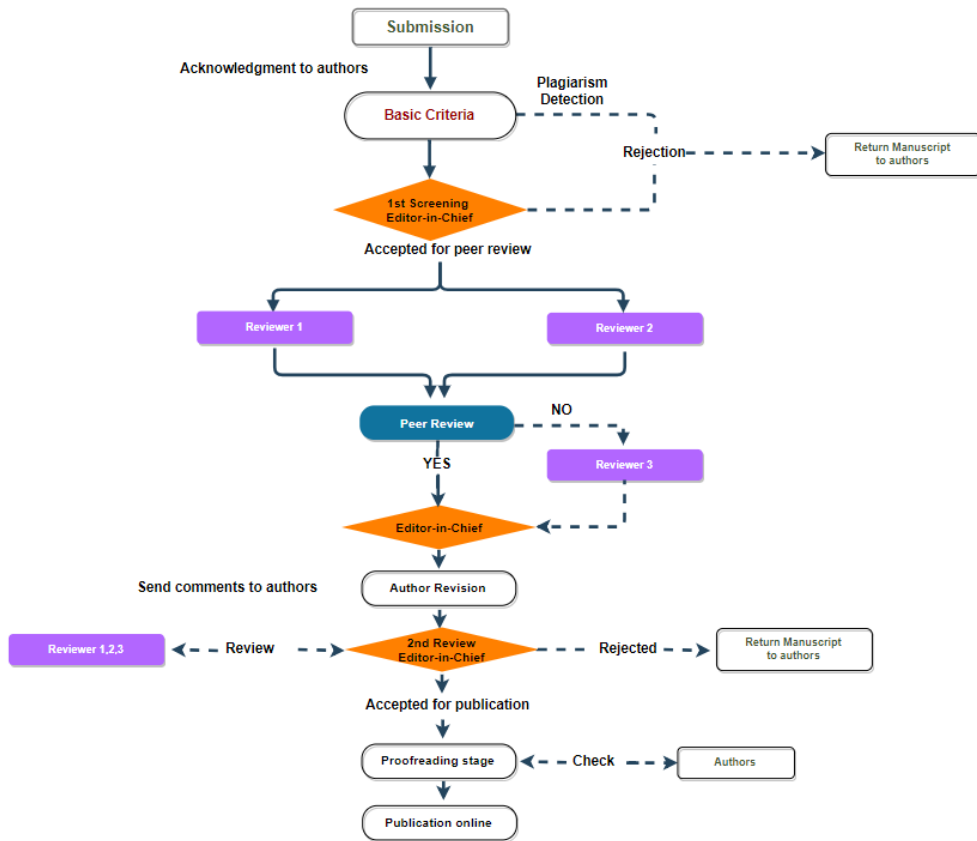 Submission
Acknowledgment to authors
Plagiarism
Detection
Basic Criteria
Rejection
Return Manuscript
to authors
1st Screening
Editor-in-Chief
Accepted for peer review
Reviewer 1
Reviewer 2
Peer Review
NO
YES
Reviewer 3
Editor-in-Chief
Send comments to authors
Author Revision
Reviewer 1,2,3
Review
2nd Review
Editor-in-Chief
Rejected
Return Manuscript
to authors
Accepted for publication
Proofreading stage
Check
Authors
Publication online